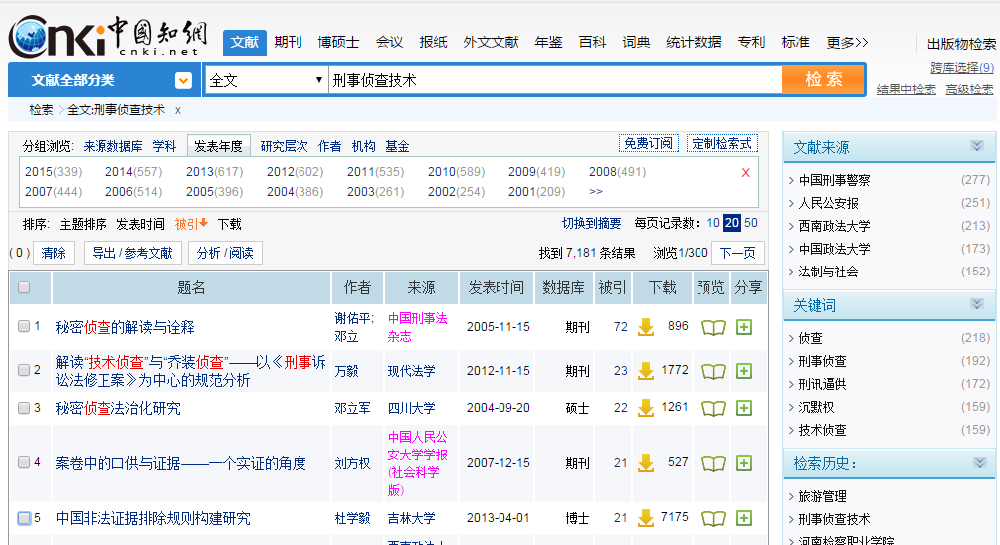 Cnki 中國知網
cnki.net
文献 期刊 博硕士 会议 报纸 外文文献 年鉴 百科 词典 统计数据 专利 标准 更多>> 出版物检索
文献全部分类 全文 刑事侦查技术 检索 跨库选择(9)
结果中检索 高级检索
检索 > 全文:刑事侦查技术 x
分组浏览: 来源数据库 学科 发表年度 研究层次 作者 机构 基金 免费订阅 定制检索式
2015(339) 2014(557) 2013(617) 2012(602) 2011(535) 2010(589) 2009(419) 2008(491) X
2007(444) 2006(514) 2005(396) 2004(386) 2003(261) 2002(254) 2001(209) >>
排序: 主题排序 发表时间 被引 下载 切换到摘要 每页记录数: 10 20 50
( 0 ) 清除 导出 / 参考文献 分析 / 阅读 找到 7,181 条结果 浏览1/300 下一页
题名 作者 来源 发表时间 数据库 被引 下载 预览 分享
1 秘密侦查的解读与诠释 谢佑平; 邓立 中国刑事法杂志 2005-11-15 期刊 72 896
2 解读“技术侦查”与“乔装侦查”——以《刑事诉
讼法修正案》为中心的规范分析 万毅 现代法学 2012-11-15 期刊 23 1772
3 秘密侦查法治化研究 邓立军 四川大学 2004-09-20 硕士 22 1261
4 案卷中的口供与证据——一个实证的角度 刘方权 中国人民公安大学学报(社会科学版) 2007-12-15 期刊 21 527
5 中国非法证据排除规则构建研究 杜学毅 吉林大学 2013-04-01 博士 21 7175
文献来源
中国刑事警察 (277)
人民公安报 (251)
西南政法大学 (213)
中国政法大学 (173)
法制与社会 (152)
关键词
侦查 (218)
刑事侦查 (192)
刑讯逼供 (172)
沉默权 (159)
技术侦查 (159)
检索历史:
旅游管理
刑事侦查技术
河南检察职业学院